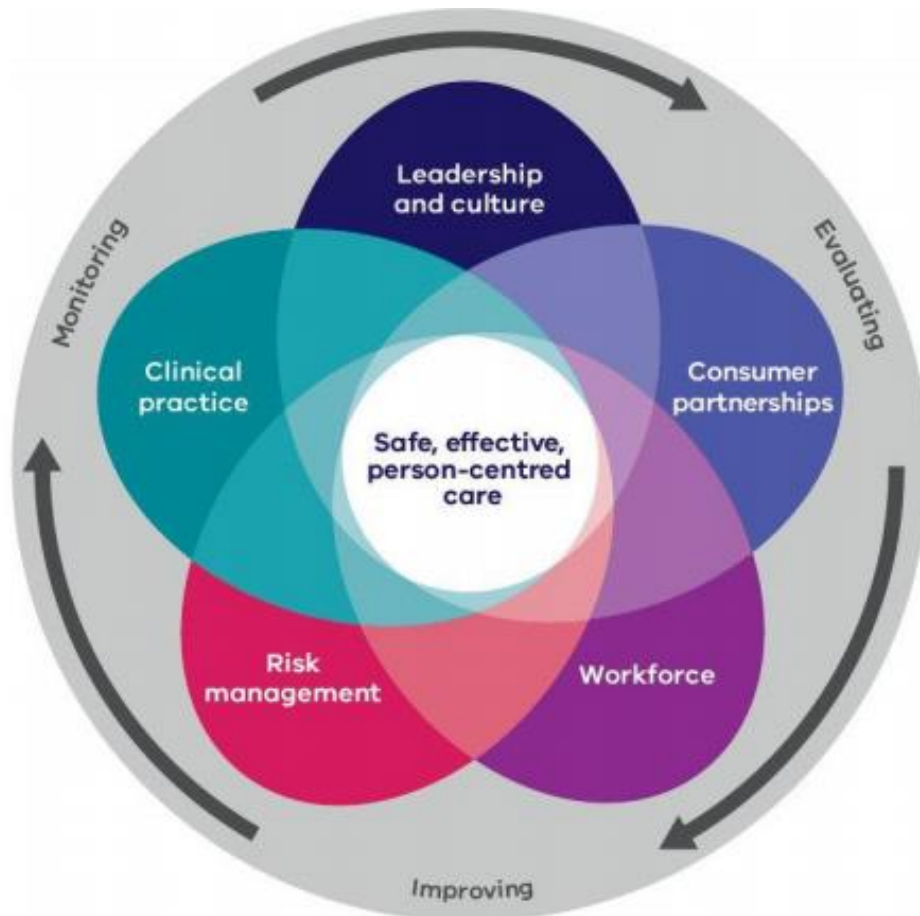 Leadership
and culture
Monitoring
Evaluating
Clinical
practice
Consumer
partnerships
Safe, effective,
person-centred
care
Risk
management
Workforce
Improving